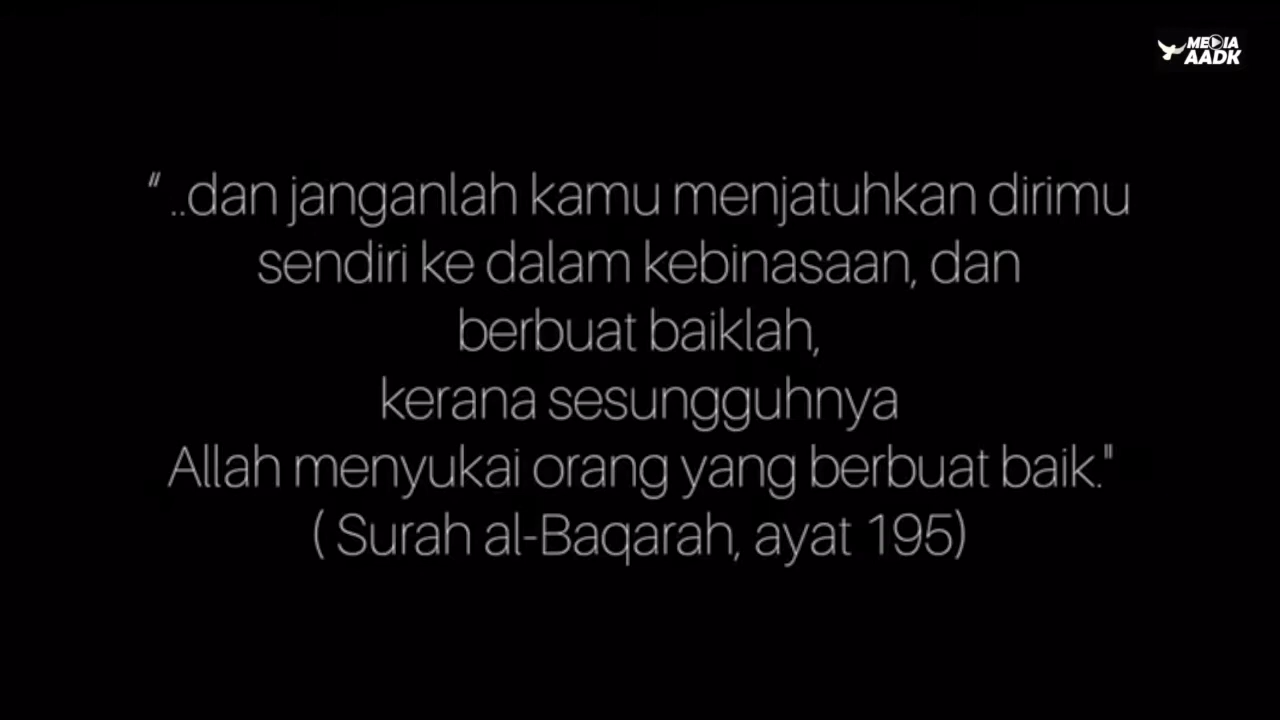 MEDIA
AADK
“ ..dan janganlah kamu menjatuhkan dirimu
sendiri ke dalam kebinasaan, dan
berbuat baiklah,
kerana sesungguhnya
Allah menyukai orang yang berbuat baik."
( Surah al-Baqarah, ayat 195)